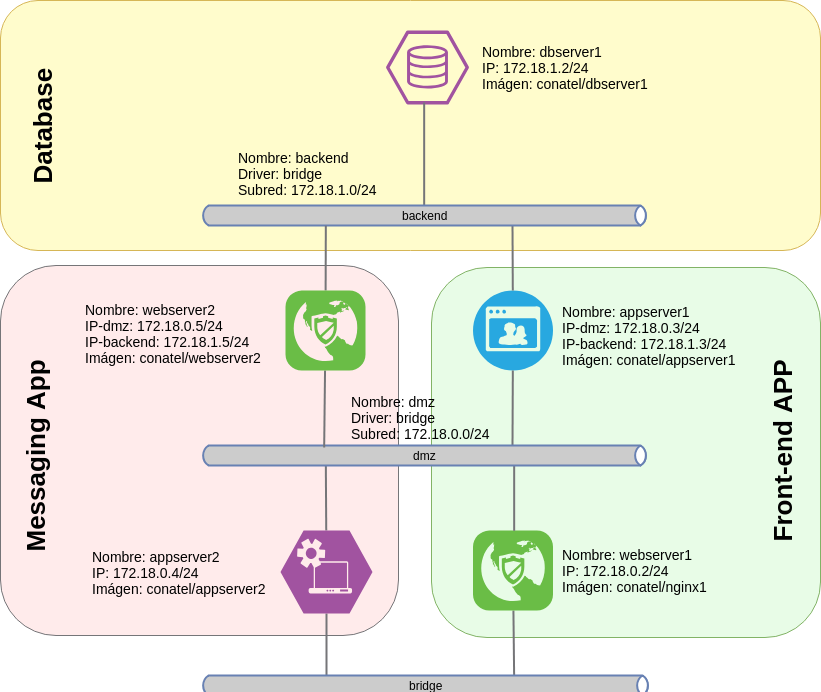 Database
Nombre: dbserver1
IP: 172.18.1.2/24
Imágen: conatel/dbserver1
Nombre: backend
Driver: bridge
Subred: 172.18.1.0/24
backend
Messaging App
Nombre: webserver2
IP-dmz: 172.18.0.5/24
IP-backend: 172.18.1.5/24
Imágen: conatel/webserver2
Nombre: appserver1
IP-dmz: 172.18.0.3/24
IP-backend: 172.18.1.3/24
Imágen: conatel/appserver1
Front-end APP
Nombre: dmz
Driver: bridge
Subred: 172.18.0.0/24
dmz
Nombre: appserver2
IP: 172.18.0.4/24
Imágen: conatel/appserver2
Nombre: webserver1
IP: 172.18.0.2/24
Imágen: conatel/nginx1
bridge